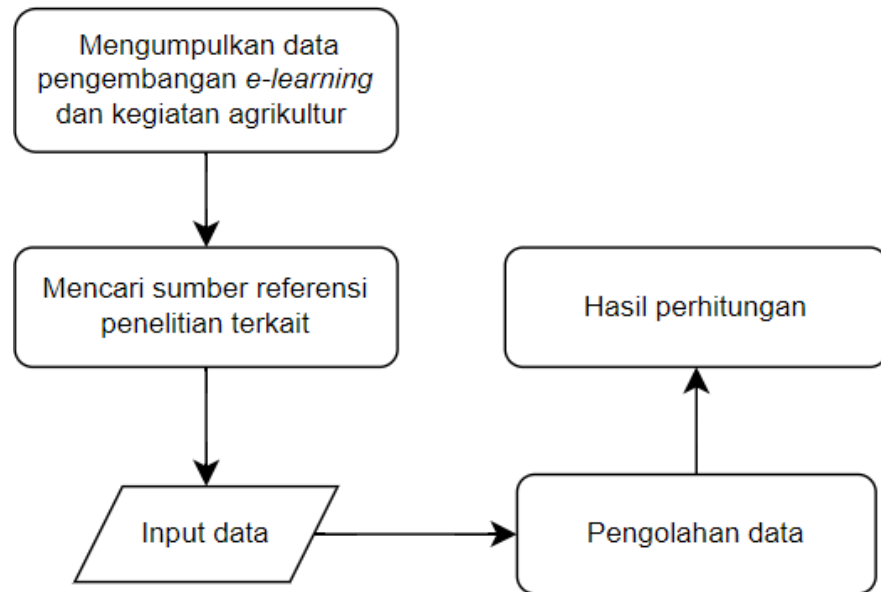 Mengumpulkan data
pengembangan e-learning
dan kegiatan agrikultur
Mencari sumber referensi
penelitian terkait
Input data
Pengolahan data
Hasil perhitungan